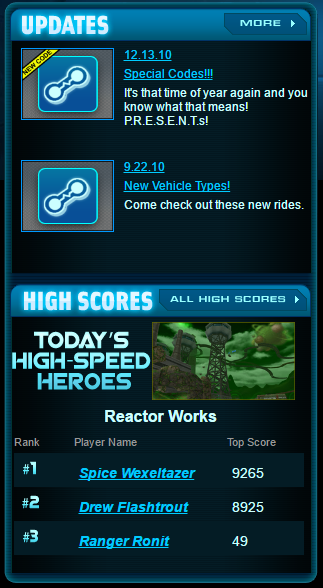 UPDATES
MORE
NEW CODE
12.13.10
Special Codes!!!
It's that time of year again and you
know what that means!
P.R.E.S.E.N.T.s!
9.22.10
New Vehicle Types!
Come check out these new rides.
HIGH SCORES
ALL HIGH SCORES
TODAY'S
HIGH-SPEED
HEROES
Reactor Works
Rank Player Name Top Score
#1 Spice Wexeltazer 9265
#2 Drew Flashtrout 8925
#3 Ranger Ronit 49